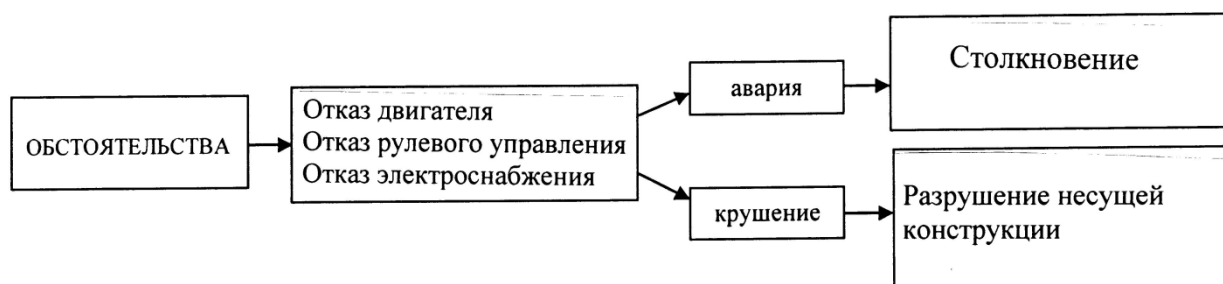 ОБСТОЯТЕЛЬСТВА
Отказ двигателя
Отказ рулевого управления
Отказ электроснабжения
авария
крушение
Столкновение
Разрушение несущей
конструкции